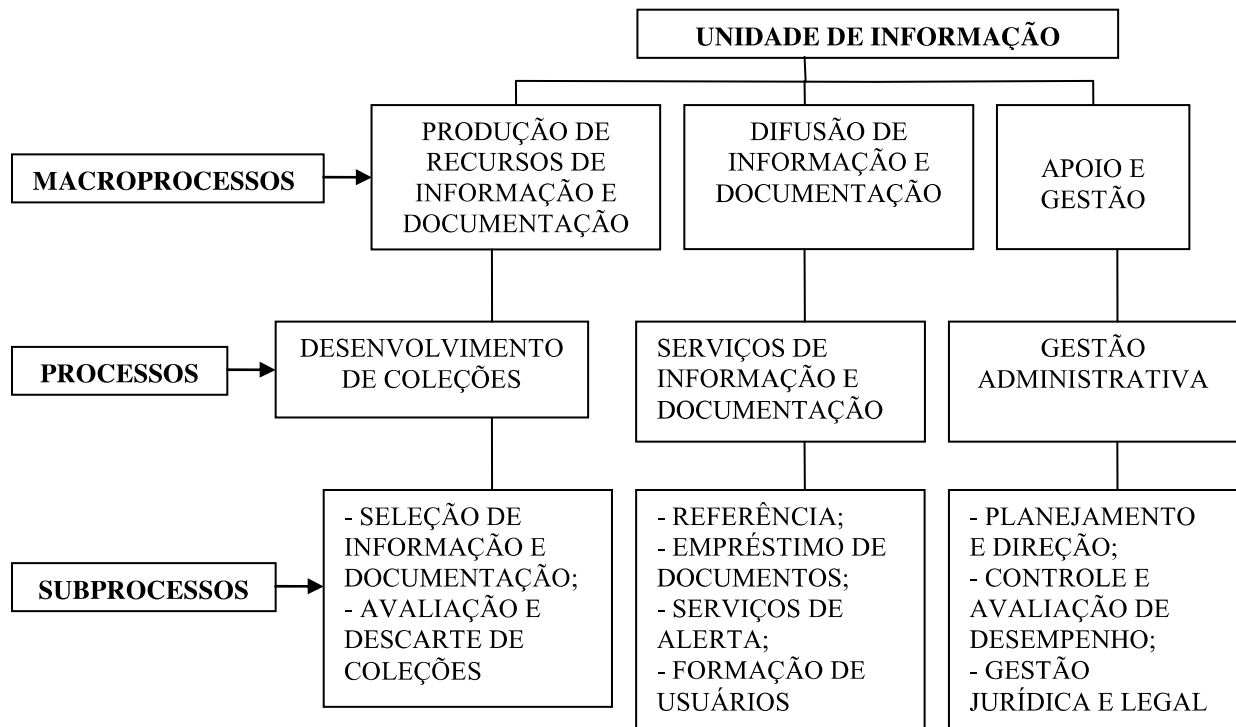 UNIDADE DE INFORMAÇÃO
MACROPROCESSOS
PRODUÇÃO DE
RECURSOS DE
INFORMAÇÃO E
DOCUMENTAÇÃO
DIFUSÃO DE
INFORMAÇÃO E
DOCUMENTAÇÃO
APOIO E
GESTÃO
PROCESSOS
DESENVOLVIMENTO
DE COLEÇÕES
SERVIÇOS DE
INFORMAÇÃO E
DOCUMENTAÇÃO
GESTÃO
ADMINISTRATIVA
SUBPROCESSOS
- SELEÇÃO DE
INFORMAÇÃO E
DOCUMENTAÇÃO;
- AVALIAÇÃO E
DESCARTE DE
COLEÇÕES
- REFERÊNCIA;
- EMPRÉSTIMO DE
DOCUMENTOS;
- SERVIÇOS DE
ALERTA;
- FORMAÇÃO DE
USUÁRIOS
- PLANEJAMENTO
E DIREÇÃO;
- CONTROLE E
AVALIAÇÃO DE
DESEMPENHO;
- GESTÃO
JURÍDICA E LEGAL